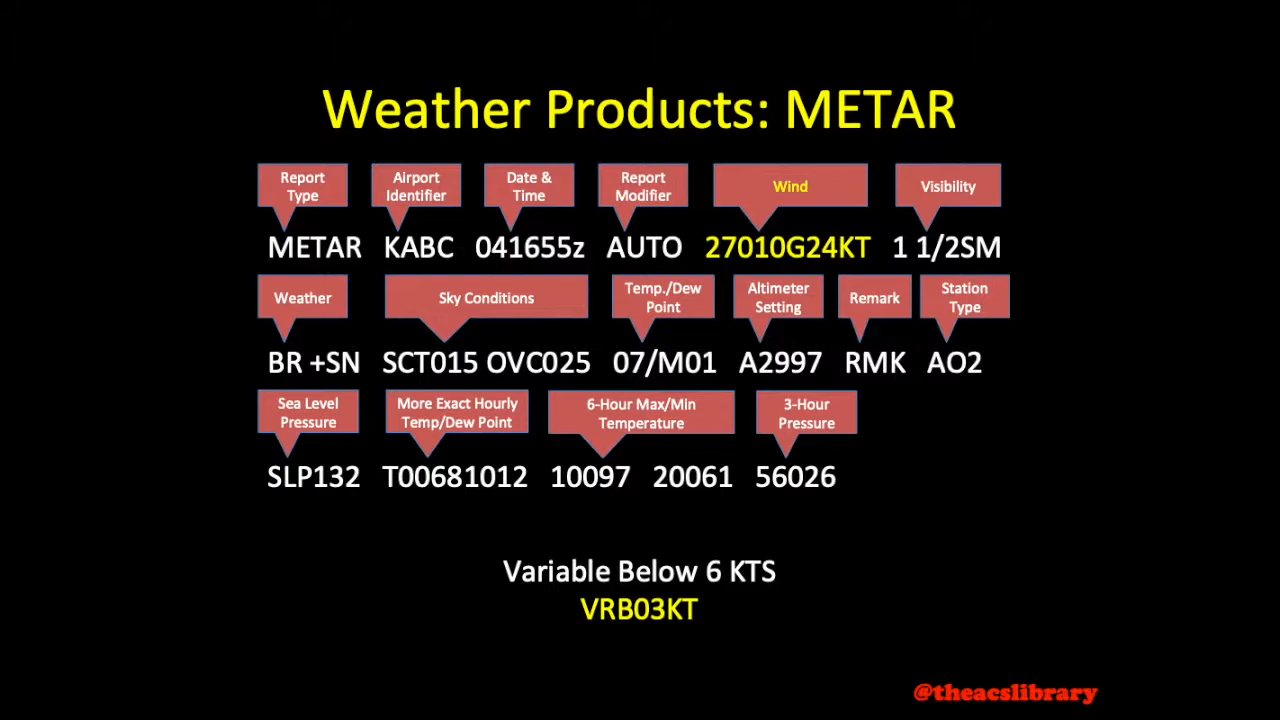 Weather Products: METAR
Report Type
Airport Identifier
Date & Time
Report Modifier
Wind
Visibility
METAR KABC 041655z AUTO 27010G24KT 1 1/2SM
Weather
Sky Conditions
Temp./Dew Point
Altimeter Setting
Remark
Station Type
BR +SN SCT015 OVC025 07/M01 A2997 RMK AO2
Sea Level Pressure
More Exact Hourly Temp/Dew Point
6-Hour Max/Min Temperature
3-Hour Pressure
SLP132 T00681012 10097 20061 56026
Variable Below 6 KTS
VRB03KT
@theacslibrary